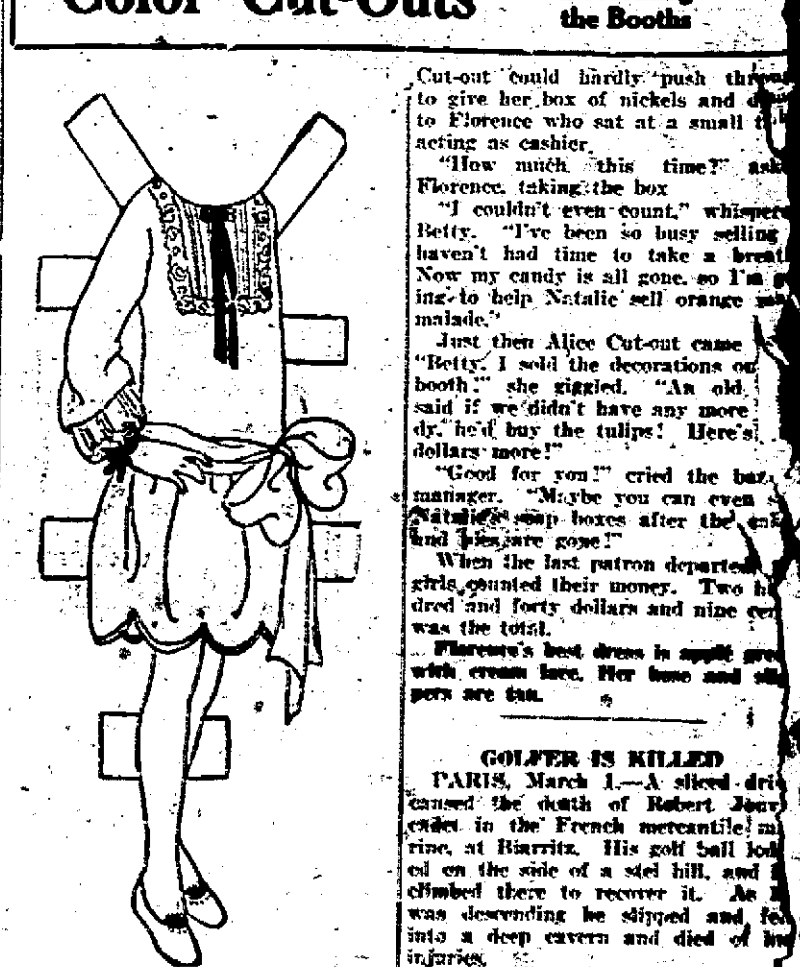 Color Cut-Outs
the Booths
Cut-out could hardly push
to give her box of nickels and
to Florence who sat at a small
acting as cashier.
"How much this time?"
Florence, taking the box
"I couldn't even count,"
Betty. "I've been so busy selling
haven't had time to take a
Now my candy is all gone, so I'm
ing to help Natalie sell orange
malade."
Just then Alice Cut-out came
"Betty, I sold the decorations
booth!" she giggled. "An old
said if we didn't have any more
dy, he'd buy the tulips! Here's
dollars more!"
"Good for you!" cried the
manager. "Maybe you can even
Natalie's soap boxes after the
and pies are gone!"
When the last patron departed
girls counted their money. Two
dred and forty dollars and nine
was the total.
Florence's best dress is apple
with cream lace. Her hose and
pers are tan.
GOLFER IS KILLED
PARIS, March 1.—A sliced
caused the death of Robert
cadet in the French mercantile
rine, at Biarritz. His golf ball
ed on the side of a hill, and
climbed there to recover it. As
was descending he slipped and
into a deep cavern and died of
injuries.